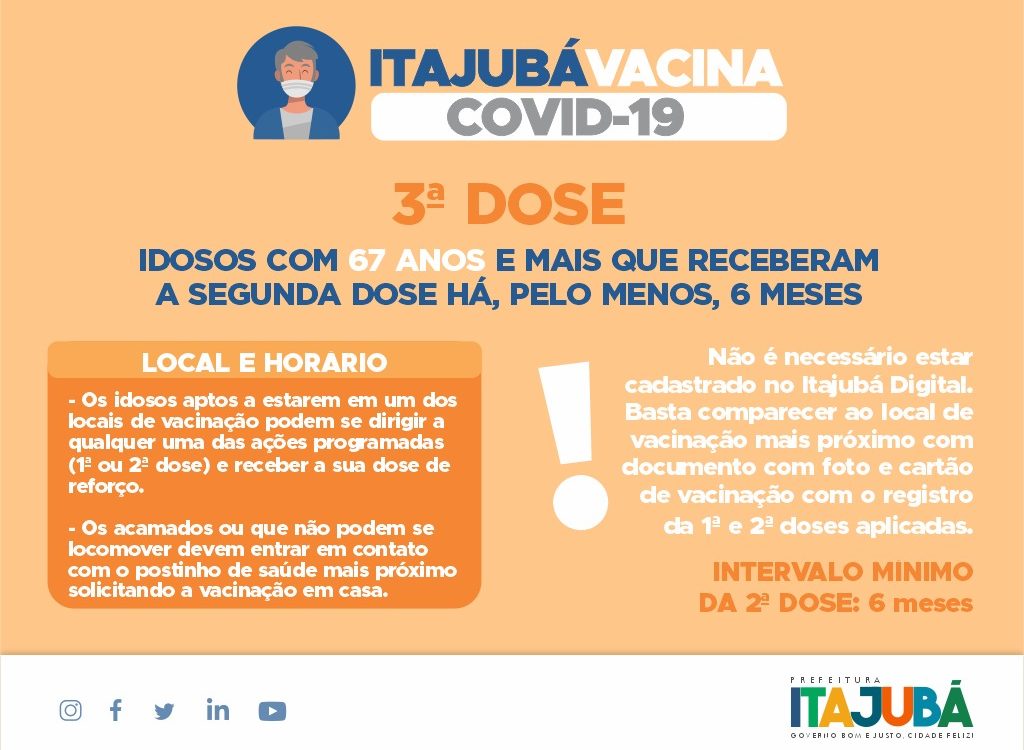 ITAJUBÁVACINA
COVID-19
3ª DOSE
IDOSOS COM 67 ANOS E MAIS QUE RECEBERAM
A SEGUNDA DOSE HÁ, PELO MENOS, 6 MESES
LOCAL E HORÁRIO
- Os idosos aptos a estarem em um dos
locais de vacinação podem se dirigir a
qualquer uma das ações programadas
(1ª ou 2ª dose) e receber a sua dose de
reforço.
- Os acamados ou que não podem se
locomover devem entrar em contato
com o postinho de saúde mais próximo
solicitando a vacinação em casa.
!
Não é necessário estar
cadastrado no Itajubá Digital.
Basta comparecer ao local de
vacinação mais próximo com
documento com foto e cartão
de vacinação com o registro
da 1ª e 2ª doses aplicadas.
INTERVALO MÍNIMO
DA 2ª DOSE: 6 meses
PREFEITURA
ITAJUBÁ
GOVERNO BOM E JUSTO, CIDADE FELIZ!